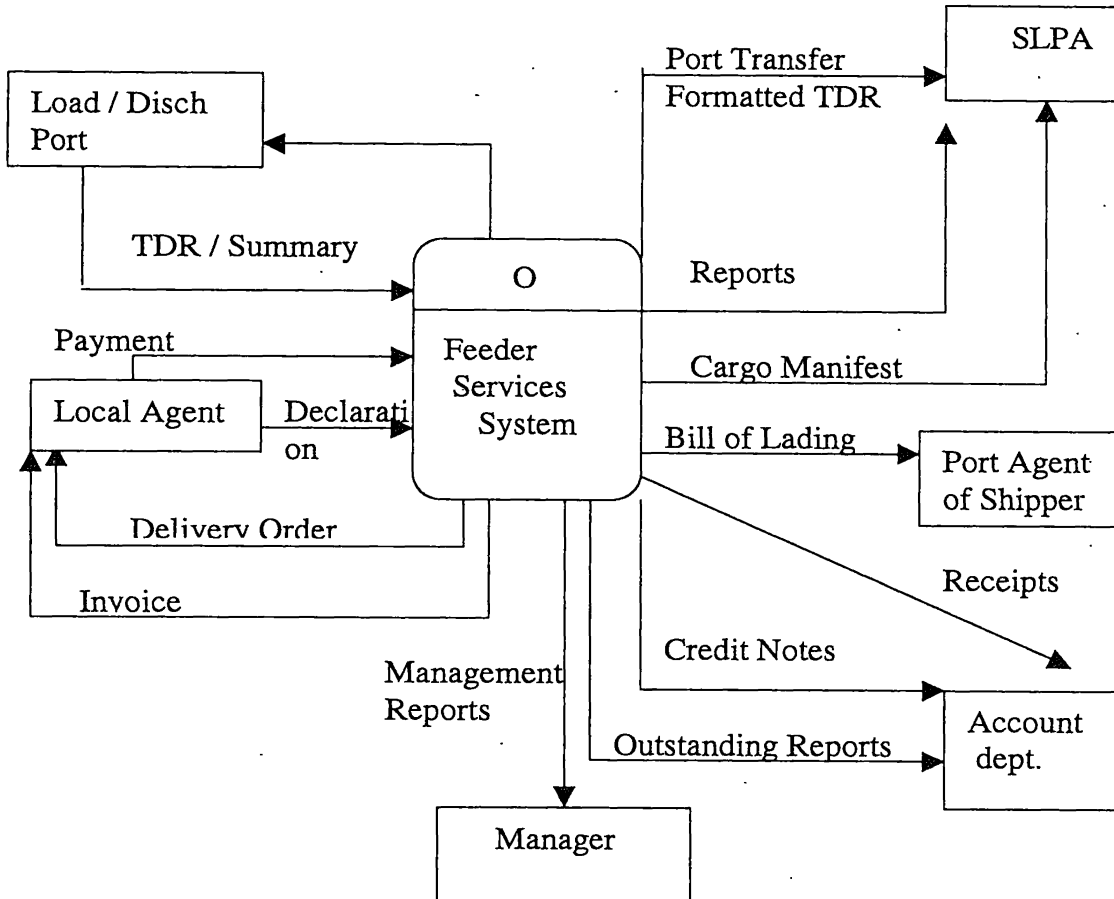 SLPA
Port Transfer
Formatted TDR
Load / Disch
Port
TDR / Summary
O
Reports
Payment
Feeder
Services
System
Cargo Manifest
Local Agent
Declarati
on
Bill of Lading
Port Agent
of Shipper
Delivery Order
Receipts
Invoice
Credit Notes
Management
Reports
Account
dept.
Outstanding Reports
Manager